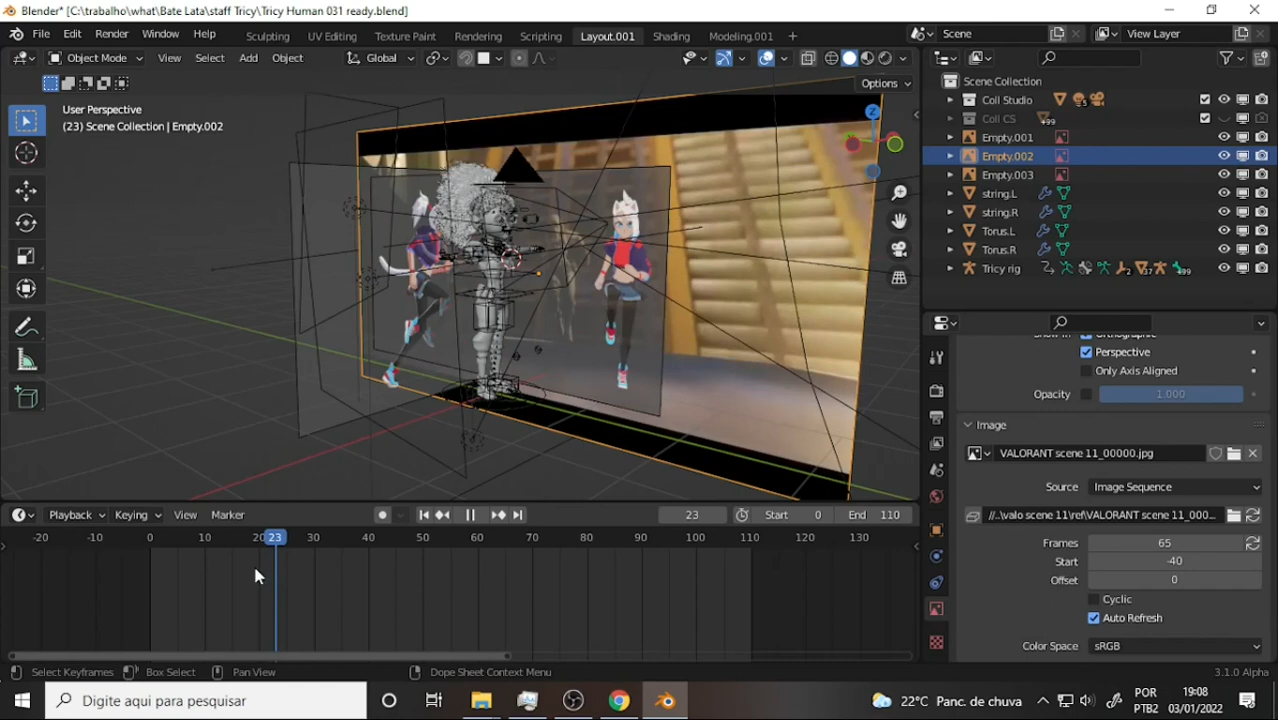 Blender* [C:\trabalho\what\Bate Lata\staff Tricy\Tricy Human 031 ready.blend]
File Edit Render Window Help Sculpting UV Editing Texture Paint Rendering Scripting Layout.001 Shading Modeling.001 + Scene View Layer
Object Mode View Select Add Object Global
Options
User Perspective
(23) Scene Collection | Empty.002
Z
Scene Collection
Coll Studio 5
Coll CS +99
Empty.001
Empty.002
Empty.003
string.L
string.R
Torus.L
Torus.R
Tricy rig 2 37 +99
Perspective
Only Axis Aligned
Opacity 1.000
Image
VALORANT scene 11_00000.jpg
Source Image Sequence
//..\valo scene 11\ref\VALORANT scene 11_000...
Frames 65
Start -40
Offset 0
Cyclic
Auto Refresh
Color Space sRGB
Playback Keying View Marker 23 Start 0 End 110
-20 -10 0 10 20 23 30 40 50 60 70 80 90 100 110 120 130
Select Keyframes Box Select Pan View Dope Sheet Context Menu 3.1.0 Alpha
Digite aqui para pesquisar 22°C Panc. de chuva POR 19:08
PTB2 03/01/2022